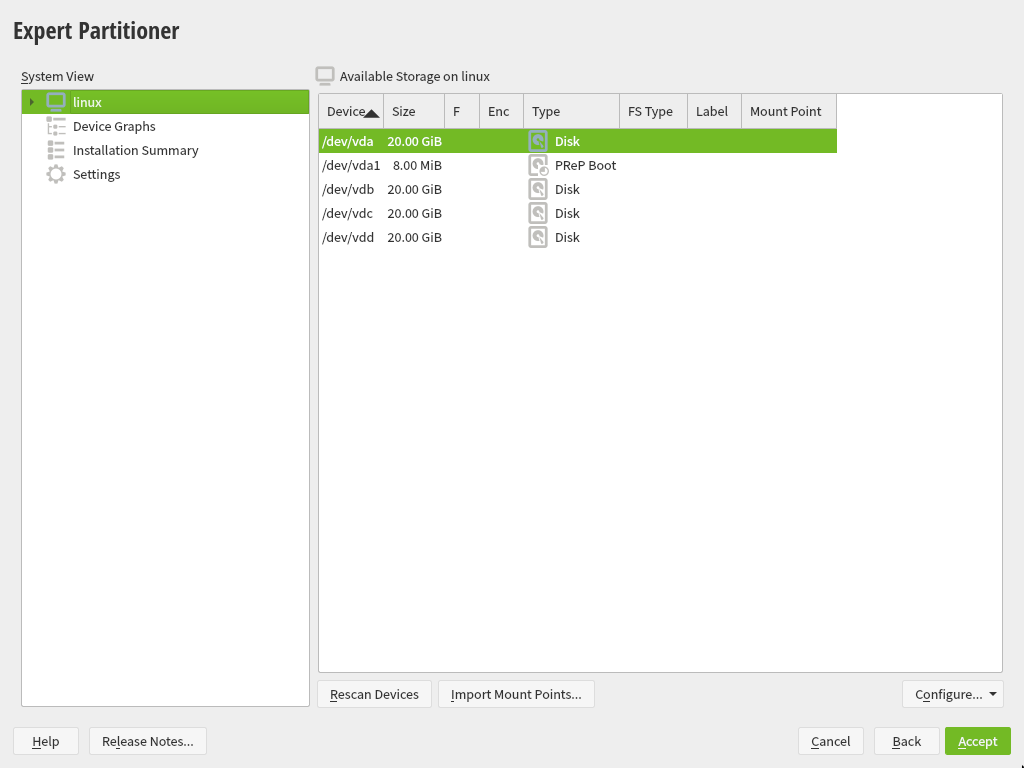 Expert Partitioner
System View
linux
Device Graphs
Installation Summary
Settings
Available Storage on linux
Device Size F Enc Type FS Type Label Mount Point
/dev/vda 20.00 GiB Disk
/dev/vda1 8.00 MiB PReP Boot
/dev/vdb 20.00 GiB Disk
/dev/vdc 20.00 GiB Disk
/dev/vdd 20.00 GiB Disk
Rescan Devices Import Mount Points... Configure...
Help Release Notes... Cancel Back Accept